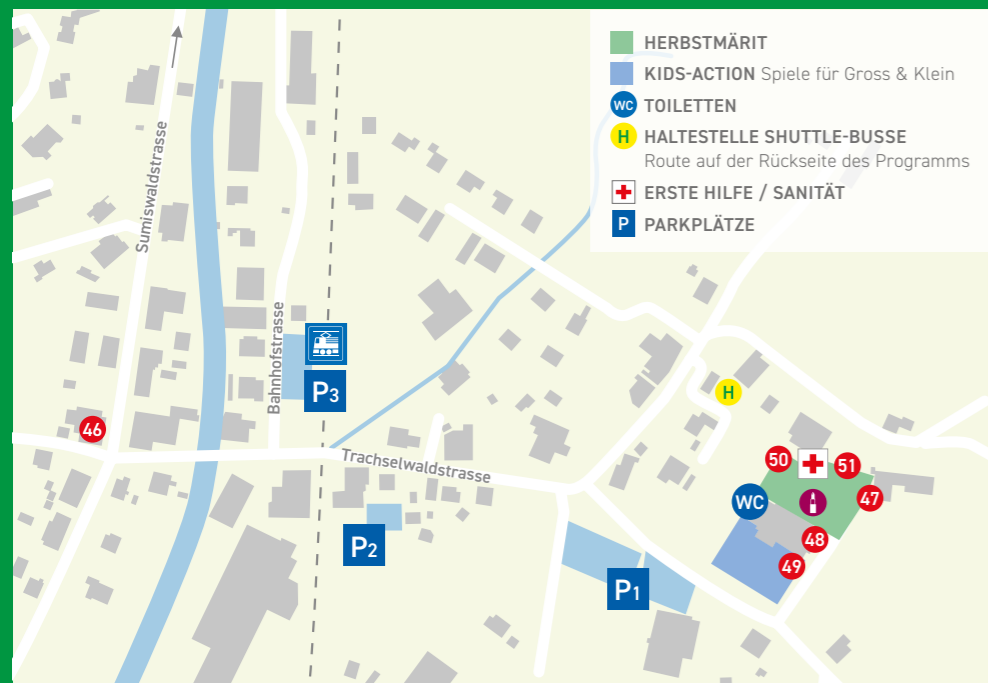 HERBSTMÄRIT
KIDS-ACTION Spiele für Gross & Klein
WC TOILETTEN
H HALTESTELLE SHUTTLE-BUSSE
Route auf der Rückseite des Programms
ERSTE HILFE / SANITÄT
P PARKPLÄTZE
Sumiswaldstrasse
Bahnhofstrasse
P3
H
46
Trachselwaldstrasse
50
51
47
WC
48
P2
49
P1